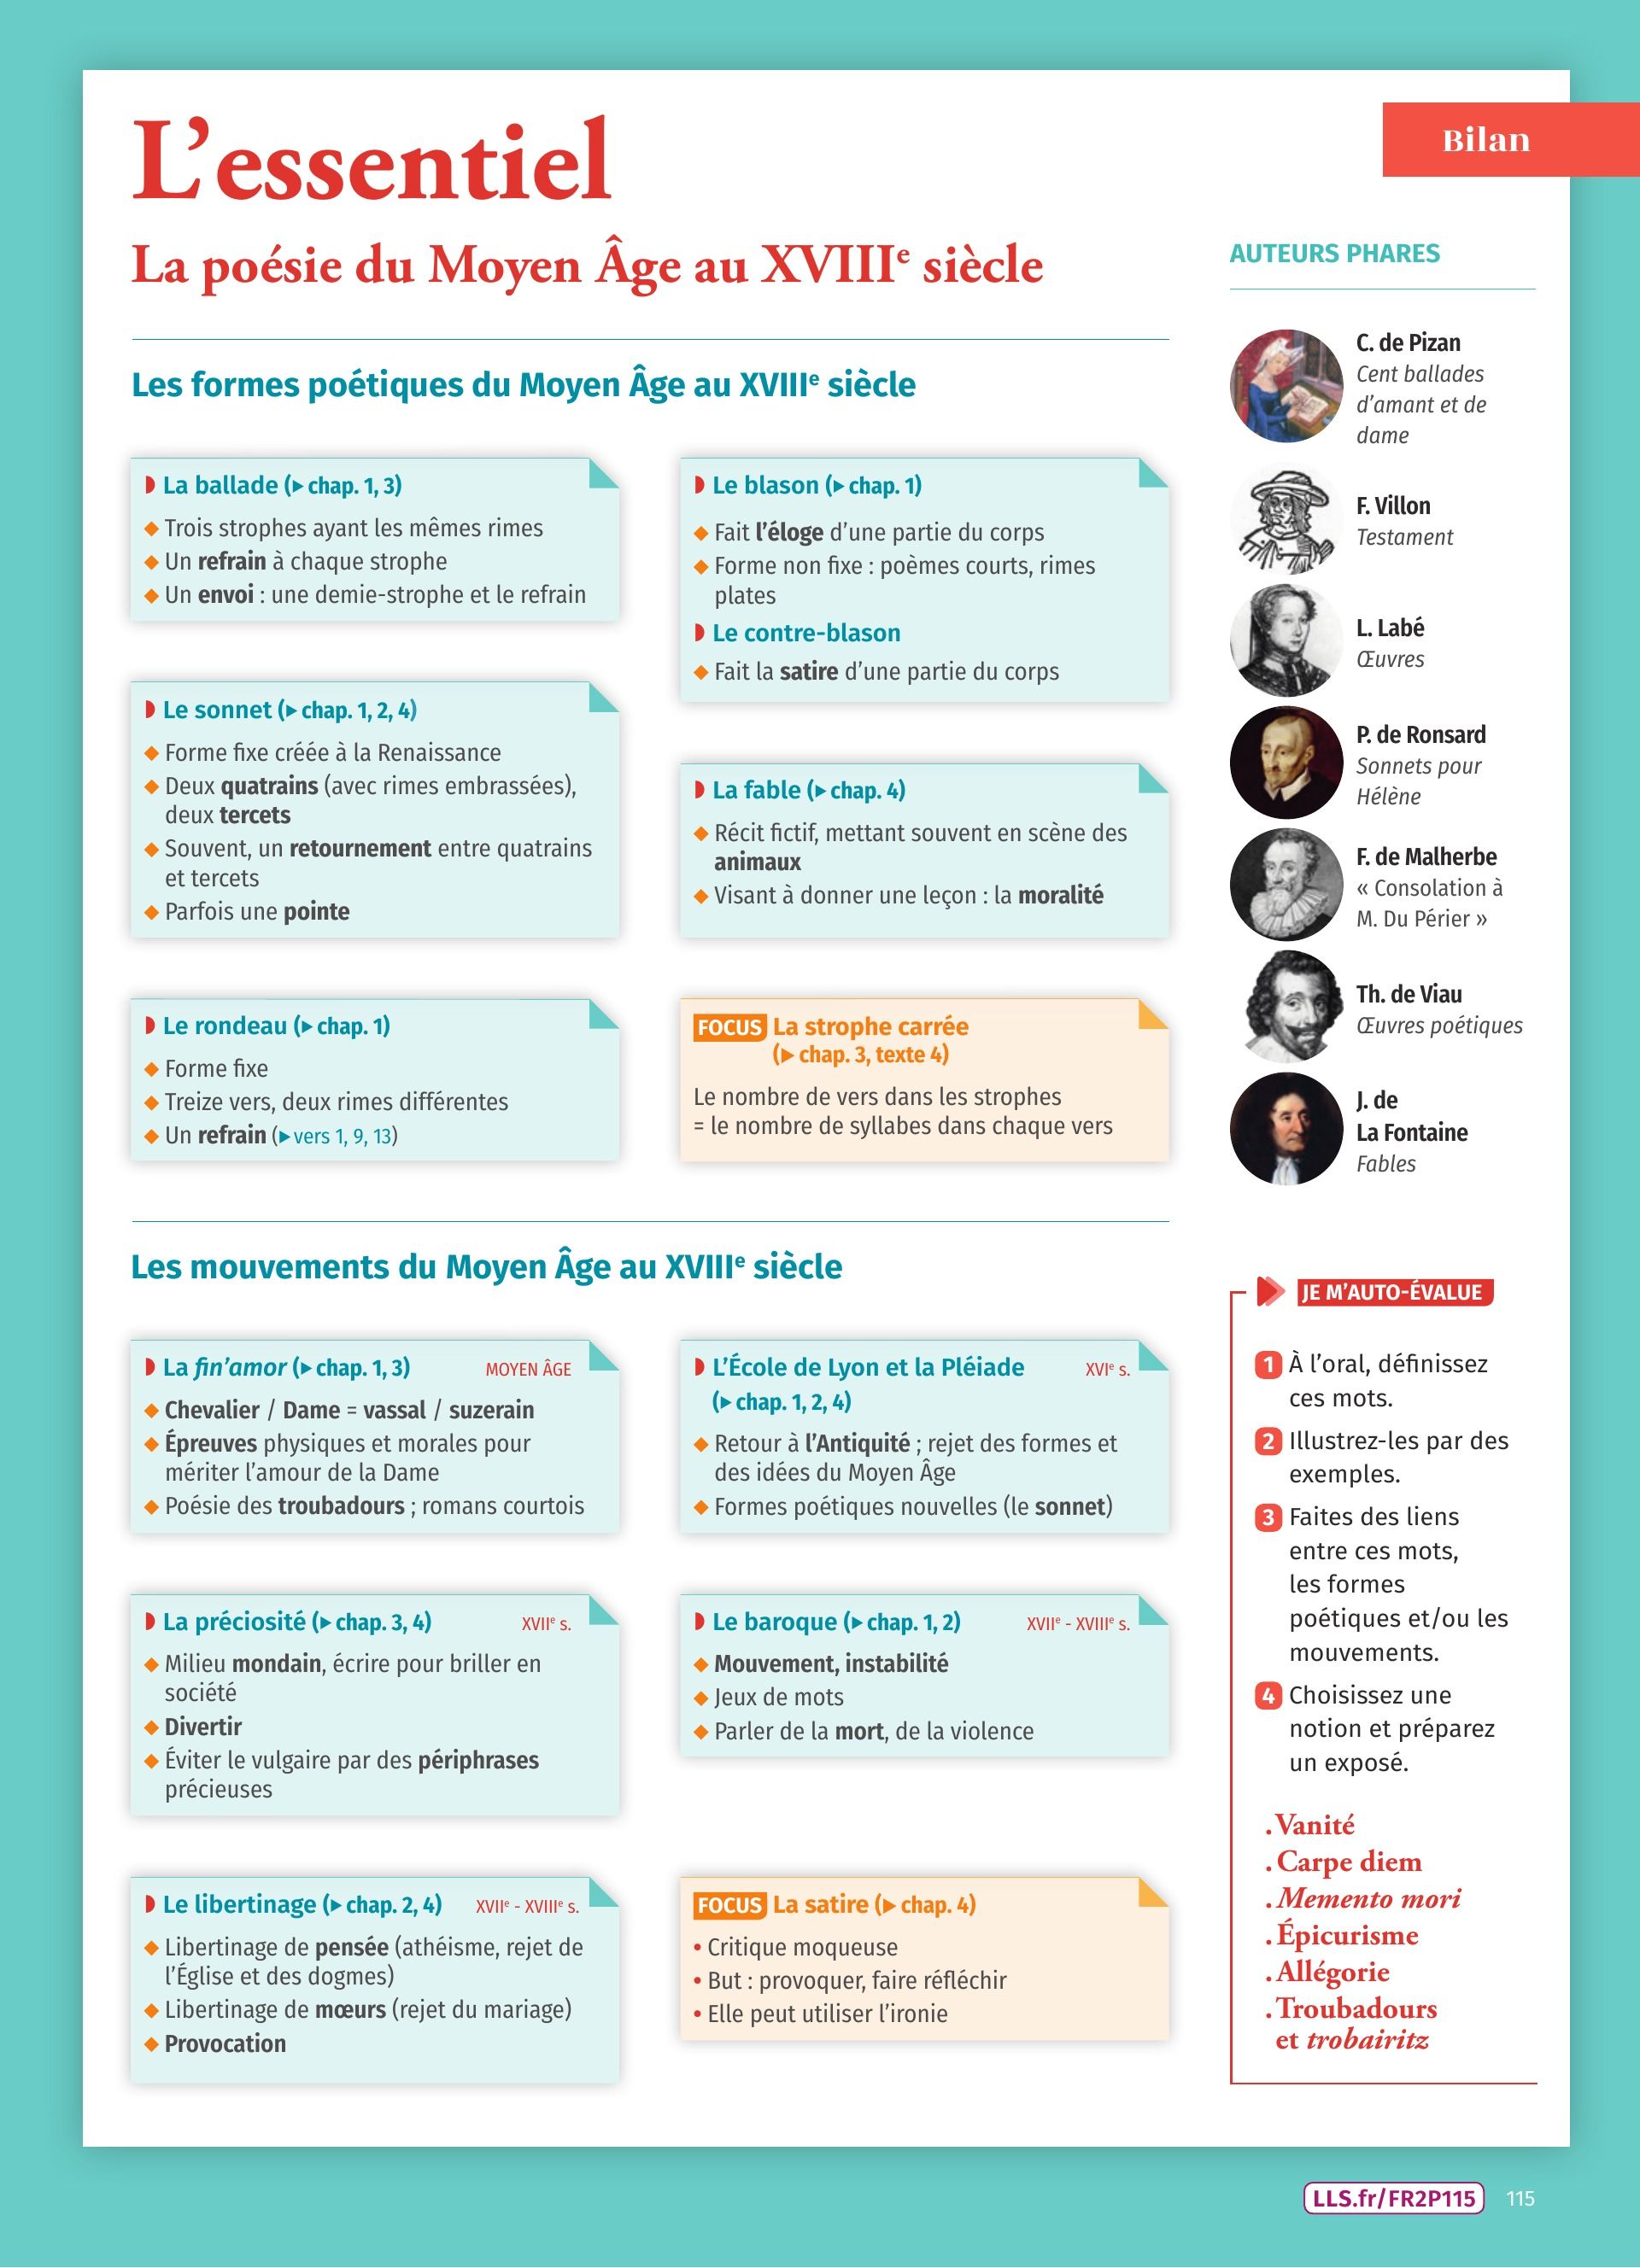 L'essentiel
Bilan
La poésie du Moyen Âge au XVIIIe siècle
Les formes poétiques du Moyen Âge au XVIIIe siècle
La ballade (▶ chap. 1, 3)
Trois strophes ayant les mêmes rimes
Un refrain à chaque strophe
Un envoi : une demie-strophe et le refrain
Le sonnet (▶ chap. 1, 2, 4)
Forme fixe créée à la Renaissance
Deux quatrains (avec rimes embrassées),
deux tercets
Souvent, un retournement entre quatrains
et tercets
Parfois une pointe
Le rondeau (▶ chap. 1)
Forme fixe
Treize vers, deux rimes différentes
Un refrain (▶ vers 1, 9, 13)
Le blason (▶ chap. 1)
Fait l'éloge d'une partie du corps
Forme non fixe : poèmes courts, rimes
plates
Le contre-blason
Fait la satire d'une partie du corps
La fable (▶ chap. 4)
Récit fictif, mettant souvent en scène des
animaux
Visant à donner une leçon : la moralité
FOCUS La strophe carrée
(▶ chap. 3, texte 4)
Le nombre de vers dans les strophes
= le nombre de syllabes dans chaque vers
Les mouvements du Moyen Âge au XVIIIe siècle
La fin'amor (▶ chap. 1, 3) MOYEN ÂGE
Chevalier / Dame = vassal / suzerain
Épreuves physiques et morales pour
mériter l'amour de la Dame
Poésie des troubadours ; romans courtois
La préciosité (▶ chap. 3, 4) XVIIe s.
Milieu mondain, écrire pour briller en
société
Divertir
Éviter le vulgaire par des périphrases
précieuses
Le libertinage (▶ chap. 2, 4) XVIIe - XVIIIe s.
Libertinage de pensée (athéisme, rejet de
l'Église et des dogmes)
Libertinage de mœurs (rejet du mariage)
Provocation
L'École de Lyon et la Pléiade XVIe s.
(▶ chap. 1, 2, 4)
Retour à l'Antiquité ; rejet des formes et
des idées du Moyen Âge
Formes poétiques nouvelles (le sonnet)
Le baroque (▶ chap. 1, 2) XVIIe - XVIIIe s.
Mouvement, instabilité
Jeux de mots
Parler de la mort, de la violence
FOCUS La satire (▶ chap. 4)
• Critique moqueuse
• But : provoquer, faire réfléchir
• Elle peut utiliser l'ironie
AUTEURS PHARES
C. de Pizan
Cent ballades
d'amant et de
dame
F. Villon
Testament
L. Labé
Œuvres
P. de Ronsard
Sonnets pour
Hélène
F. de Malherbe
« Consolation à
M. Du Périer »
Th. de Viau
Œuvres poétiques
J. de
La Fontaine
Fables
JE M'AUTO-ÉVALUE
1 À l'oral, définissez
ces mots.
2 Illustrez-les par des
exemples.
3 Faites des liens
entre ces mots,
les formes
poétiques et/ou les
mouvements.
4 Choisissez une
notion et préparez
un exposé.
. Vanité
. Carpe diem
. Memento mori
. Épicurisme
. Allégorie
. Troubadours
et trobairitz
LLS.fr/FR2P115 115